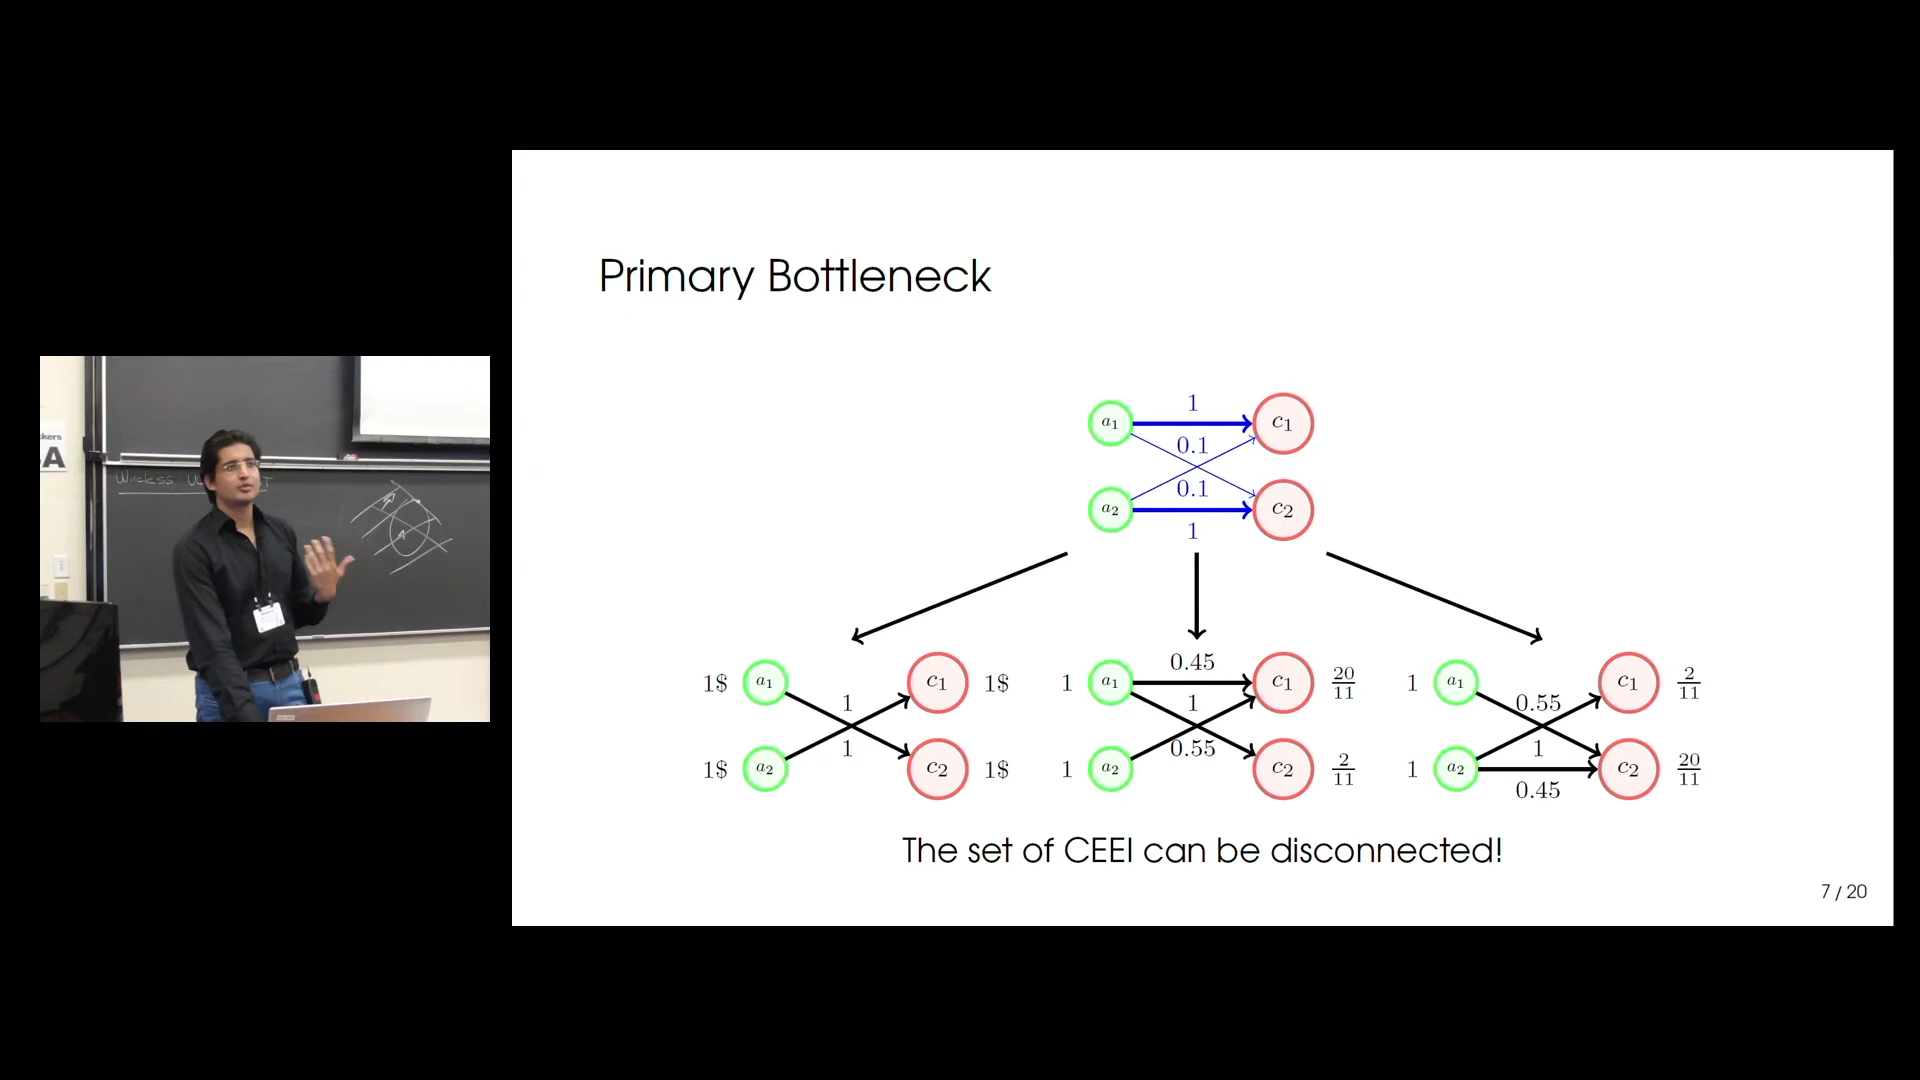 Primary Bottleneck
1
a₁ c₁
0.1
0.1
a₂ c₂
1
1$ a₁ c₁ 1$
1
1
1$ a₂ c₂ 1$
0.45
1 a₁ c₁ 20/11
1
0.55
1 a₂ c₂ 2/11
1 a₁ c₁ 2/11
0.55
1
1 a₂ c₂ 20/11
0.45
The set of CEEI can be disconnected!
7 / 20
kers
A
Wireless